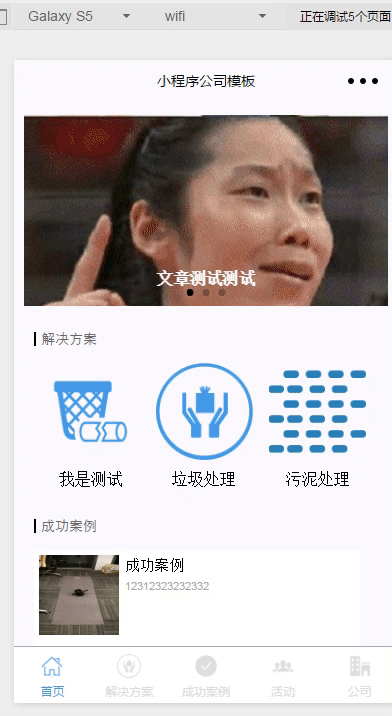 Galaxy S5 wifi 正在调试5个页面
小程序公司模板
文章测试测试
解决方案
我是测试 垃圾处理 污泥处理
成功案例
成功案例
12312323232332
首页 解决方案 成功案例 活动 公司